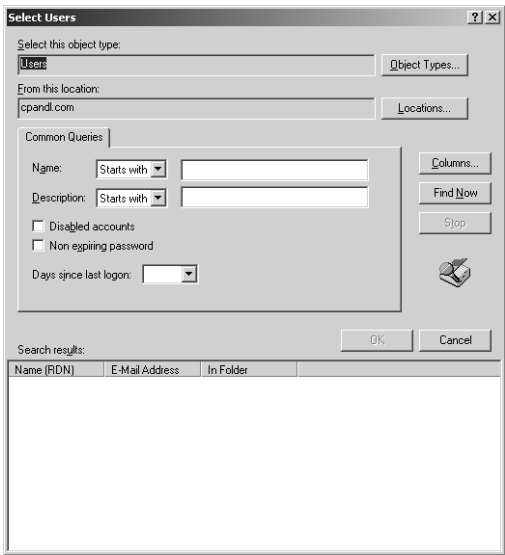 Select Users
Select this object type:
Users
Object Types...
From this location:
cpandl.com
Locations...
Common Queries
Name: Starts with
Columns...
Description: Starts with
Find Now
Disabled accounts
Stop
Non expiring password
Days since last logon:
OK Cancel
Search results:
Name (RDN) E-Mail Address In Folder